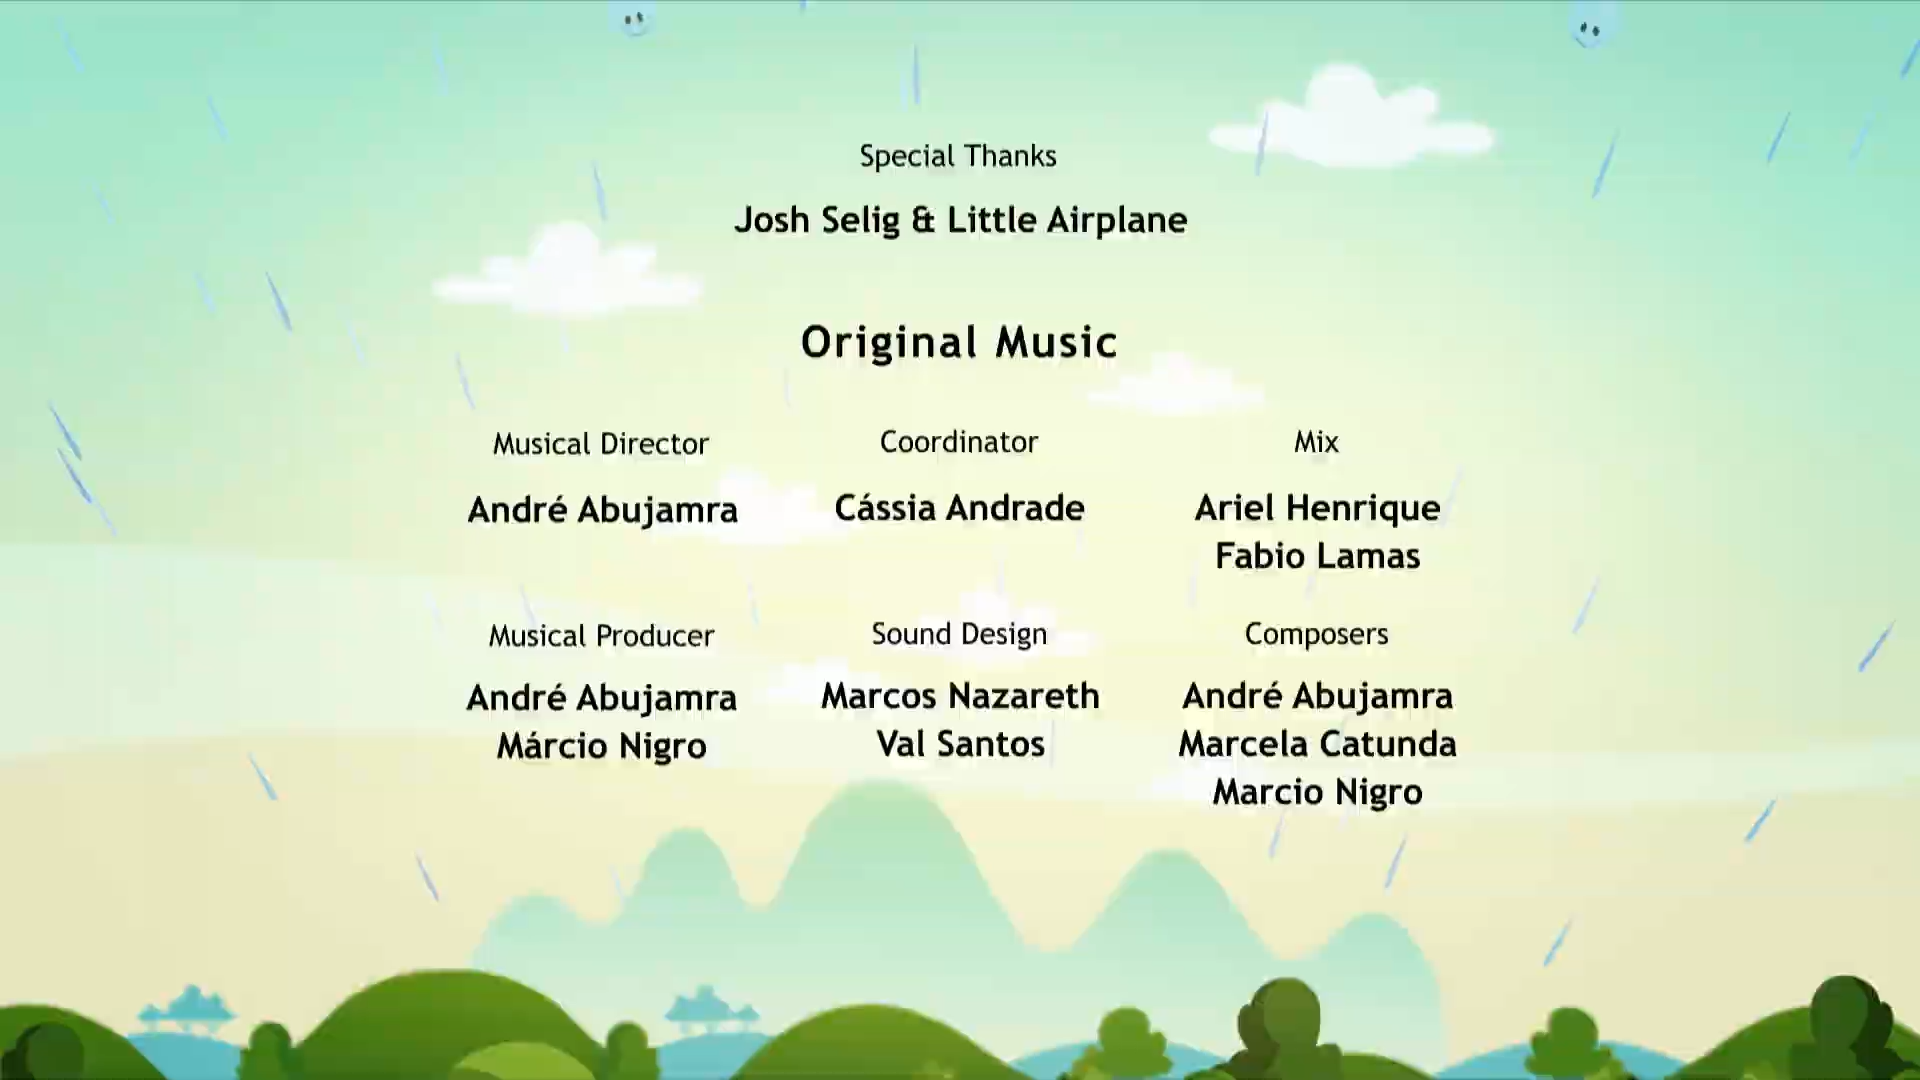 Special Thanks
Josh Selig & Little Airplane
Original Music
Musical Director
André Abujamra
Coordinator
Cássia Andrade
Mix
Ariel Henrique
Fabio Lamas
Musical Producer
André Abujamra
Márcio Nigro
Sound Design
Marcos Nazareth
Val Santos
Composers
André Abujamra
Marcela Catunda
Marcio Nigro